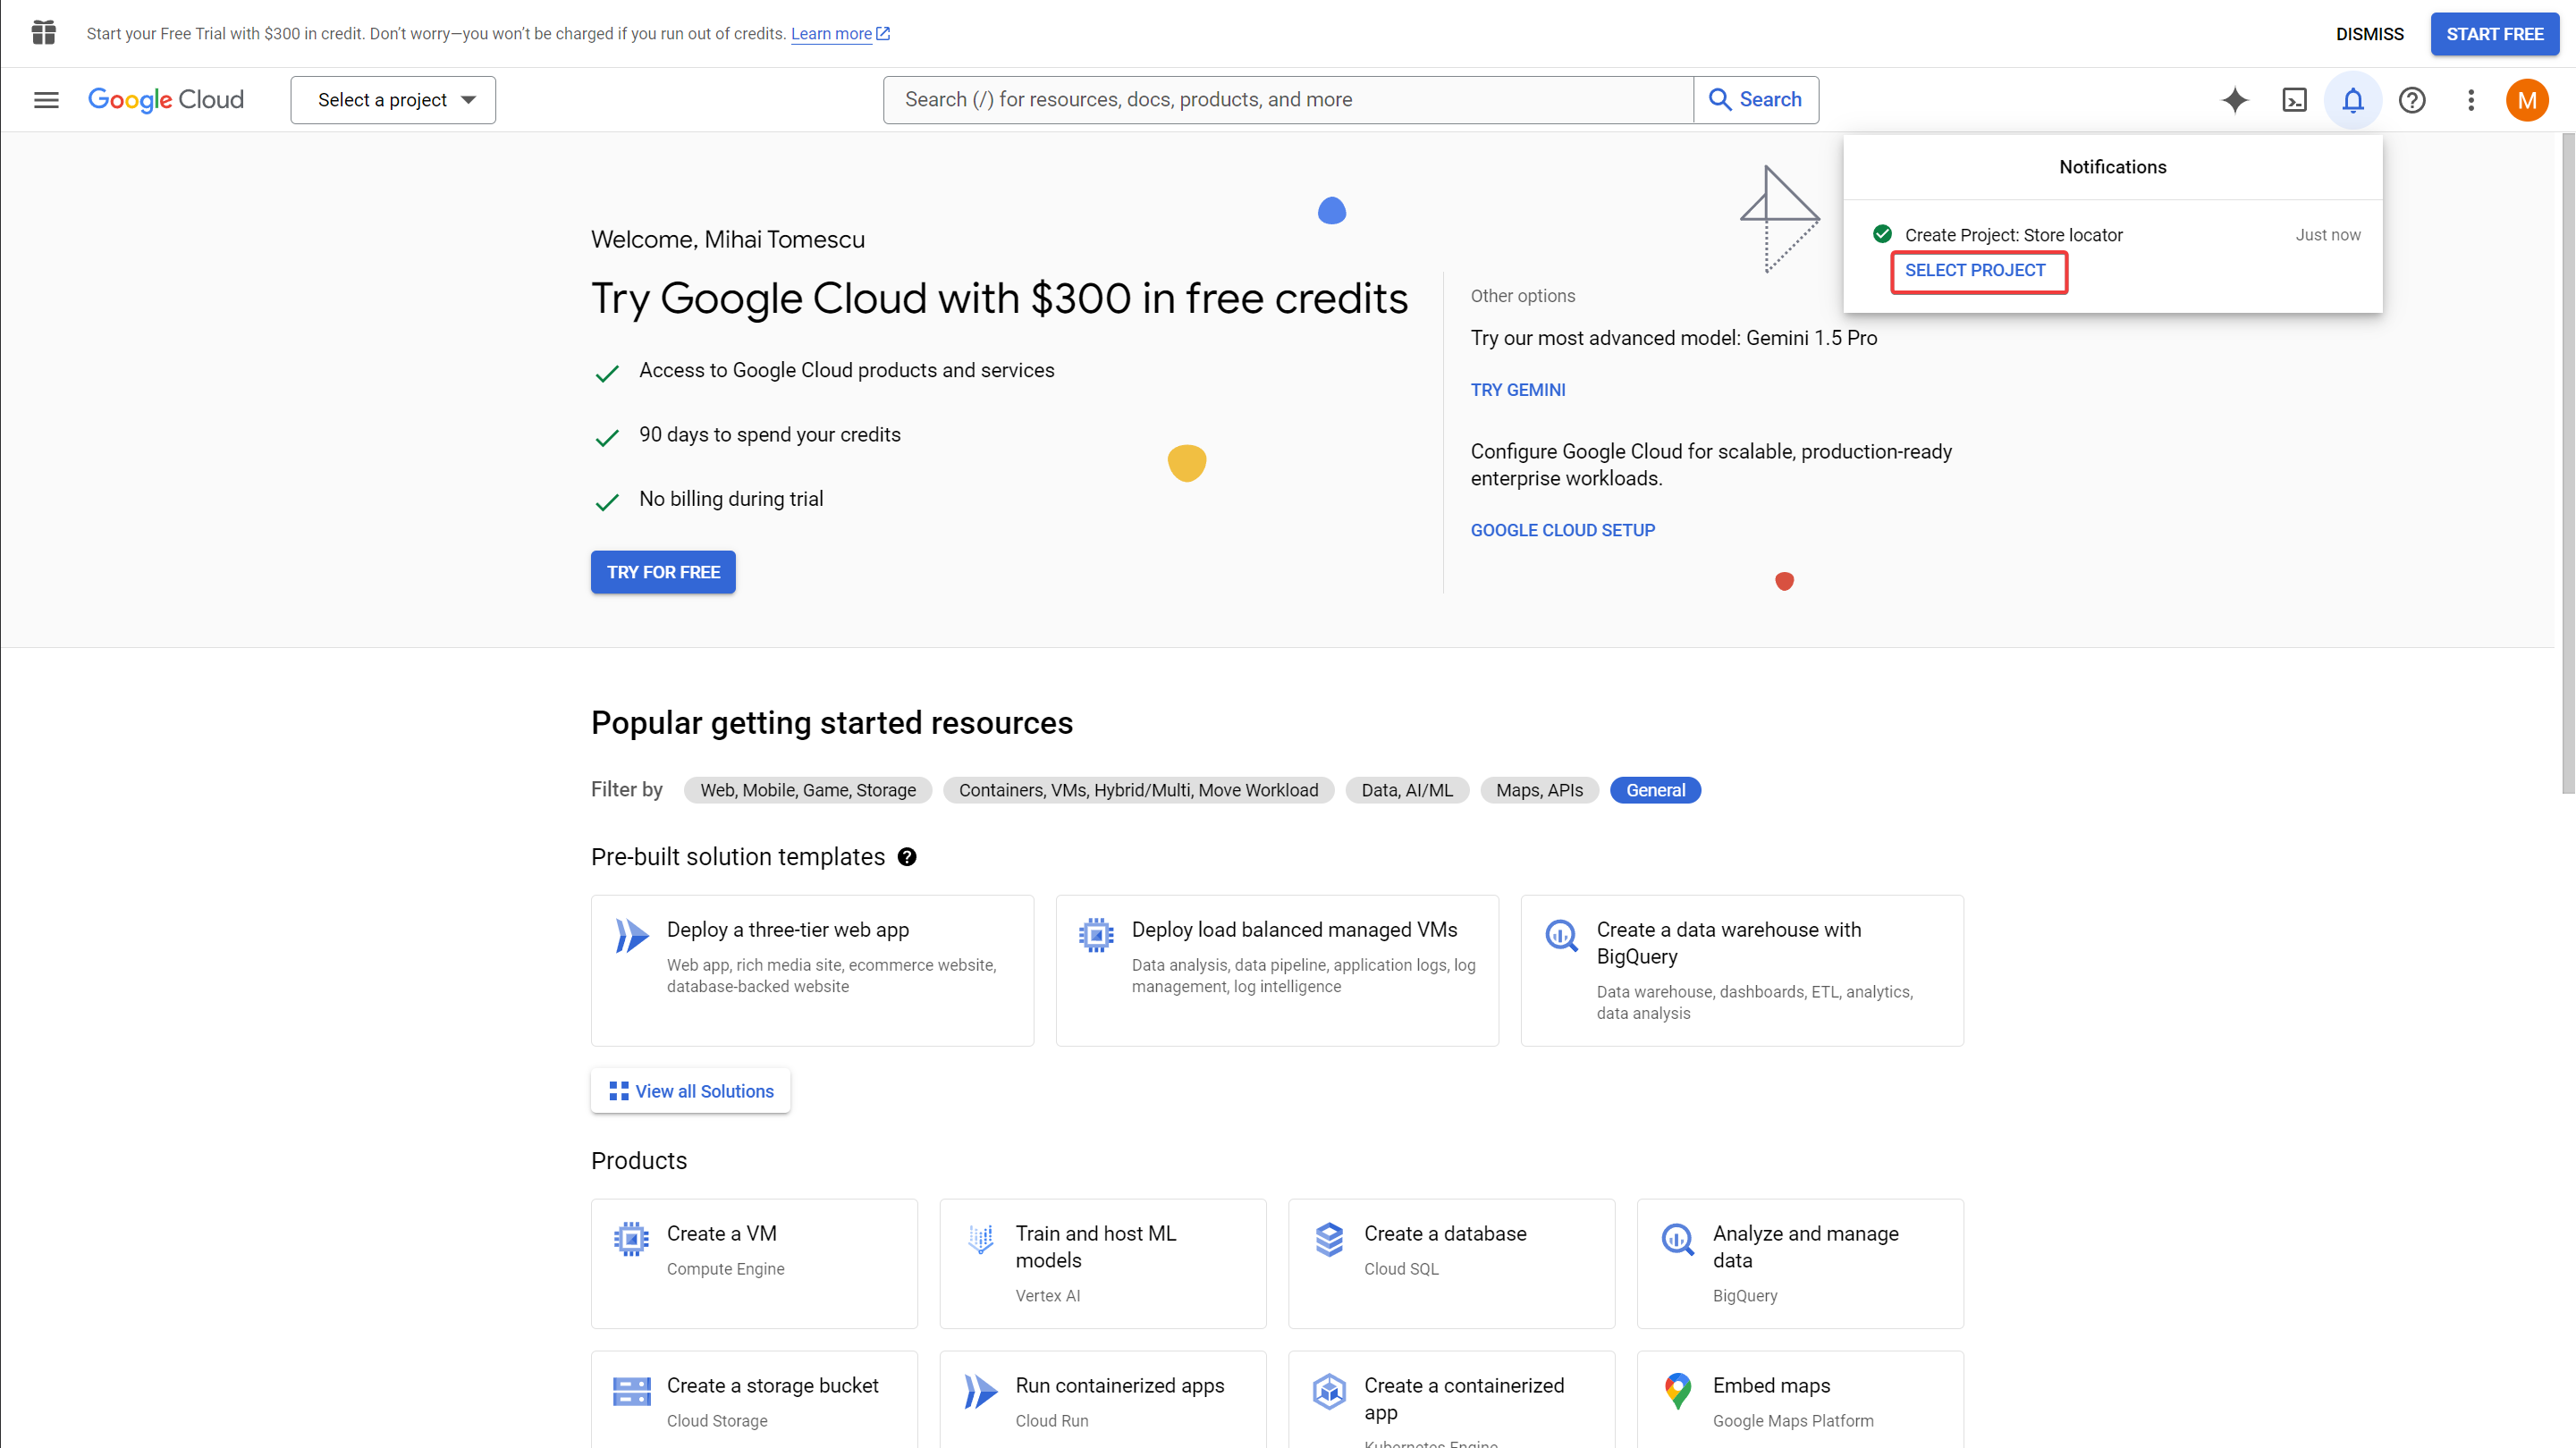 Start your Free Trial with $300 in credit. Don't worry—you won't be charged if you run out of credits. Learn more
DISMISS
START FREE
Google Cloud
Select a project
Search (/) for resources, docs, products, and more
Search
M
Notifications
Create Project: Store locator
Just now
SELECT PROJECT
Welcome, Mihai Tomescu
Try Google Cloud with $300 in free credits
Access to Google Cloud products and services
90 days to spend your credits
No billing during trial
TRY FOR FREE
Other options
Try our most advanced model: Gemini 1.5 Pro
TRY GEMINI
Configure Google Cloud for scalable, production-ready
enterprise workloads.
GOOGLE CLOUD SETUP
Popular getting started resources
Filter by
Web, Mobile, Game, Storage
Containers, VMs, Hybrid/Multi, Move Workload
Data, AI/ML
Maps, APIs
General
Pre-built solution templates
Deploy a three-tier web app
Web app, rich media site, ecommerce website,
database-backed website
Deploy load balanced managed VMs
Data analysis, data pipeline, application logs, log
management, log intelligence
Create a data warehouse with
BigQuery
Data warehouse, dashboards, ETL, analytics,
data analysis
View all Solutions
Products
Create a VM
Compute Engine
Train and host ML
models
Vertex AI
Create a database
Cloud SQL
Analyze and manage
data
BigQuery
Create a storage bucket
Cloud Storage
Run containerized apps
Cloud Run
Create a containerized
app
Kubernetes Engine
Embed maps
Google Maps Platform